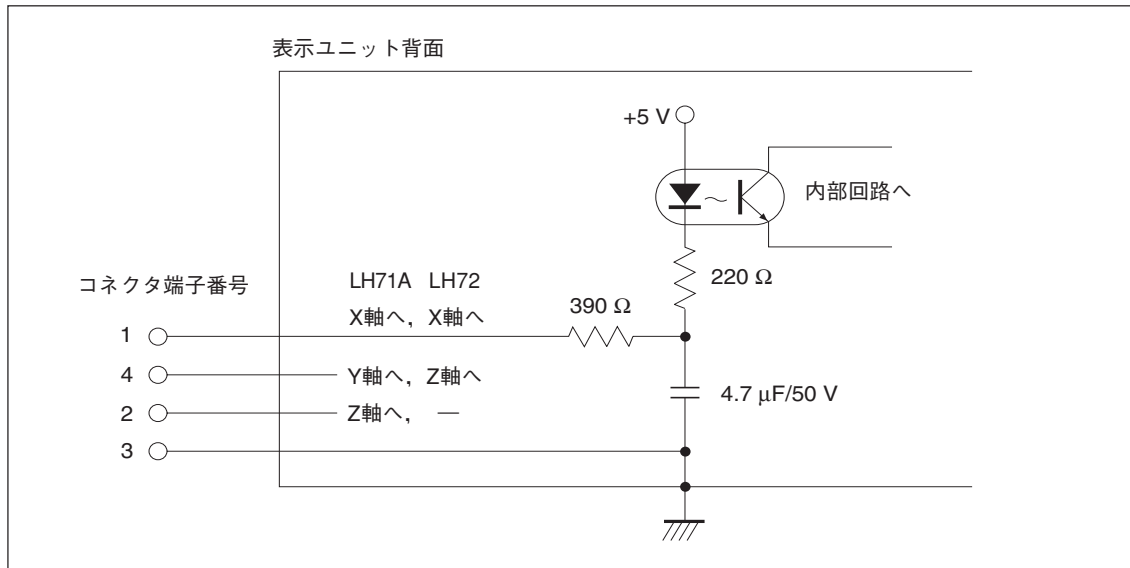 表示ユニット背面
+5 V
内部回路へ
220 Ω
コネクタ端子番号
LH71A LH72
390 Ω
X軸へ，X軸へ
1
4
Y軸へ，Z軸へ
4.7 μF/50 V
2
Z軸へ，—
3